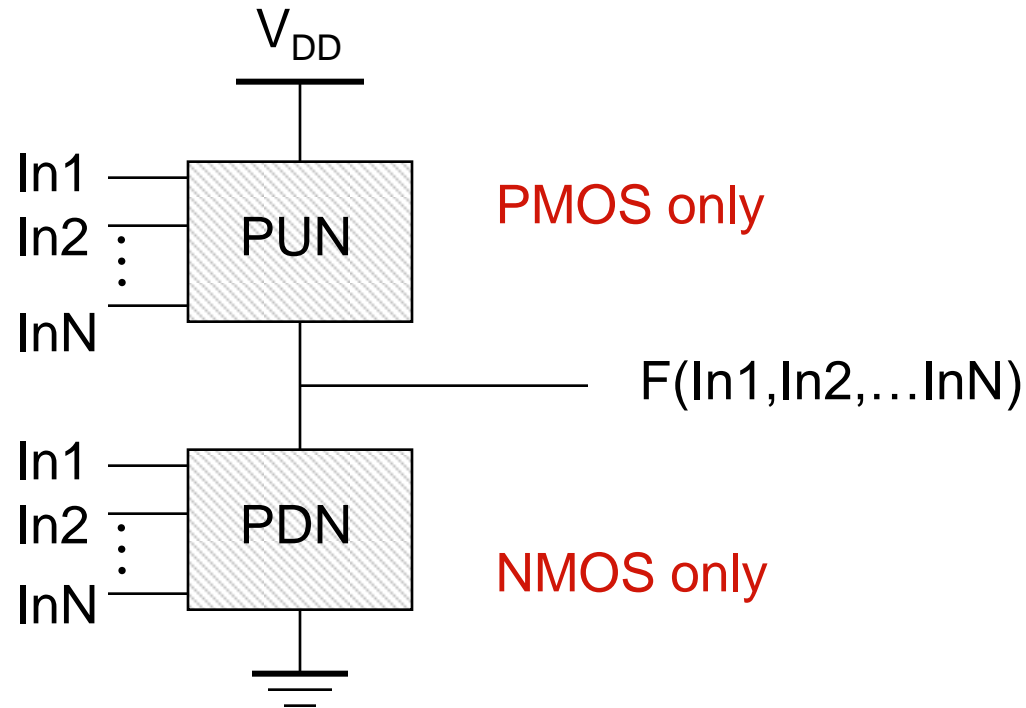 VDD
In1
In2
InN
PUN
PMOS only
F(In1,In2,...InN)
In1
In2
InN
PDN
NMOS only